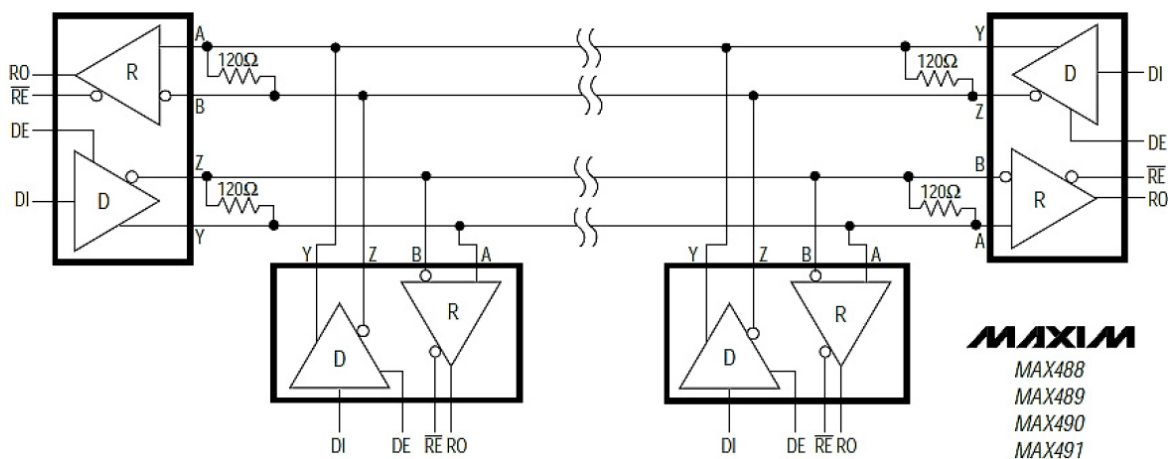 A
Y
120Ω
120Ω
RO
R
D
DI
RE
B
Z
DE
DE
Z
B
RE
120Ω
120Ω
DI
D
R
RO
Y
A
Y
Z
B
A
Y
Z
B
A
R
R
D
D
MAXIM
MAX488
MAX489
MAX490
MAX491
DI
DE
RE
RO
DI
DE
RE
RO